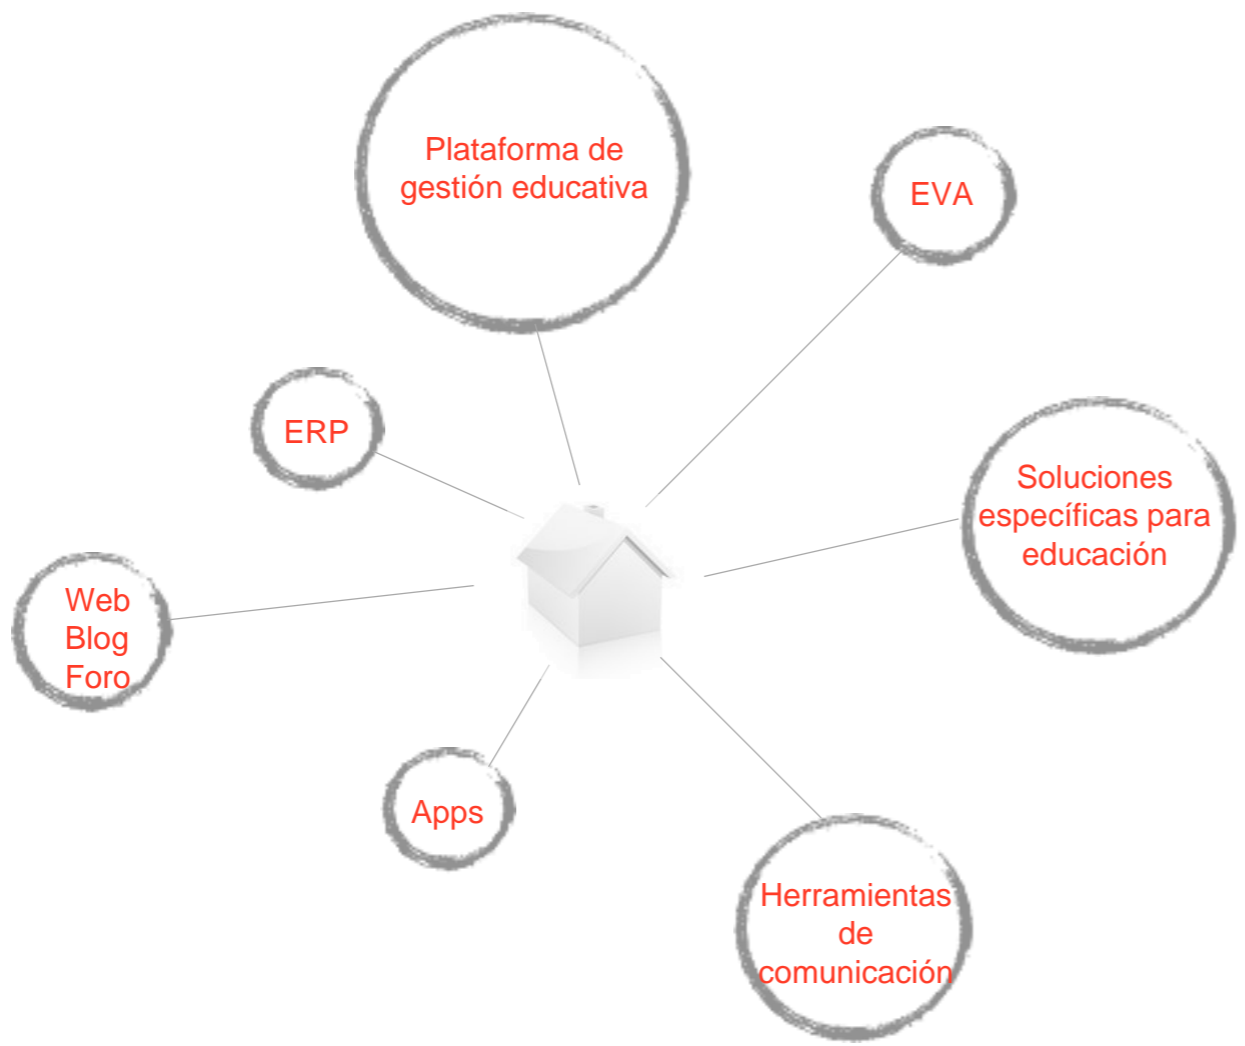 Plataforma de
gestión educativa
EVA
ERP
Soluciones
específicas para
educación
Web
Blog
Foro
Apps
Herramientas
de
comunicación